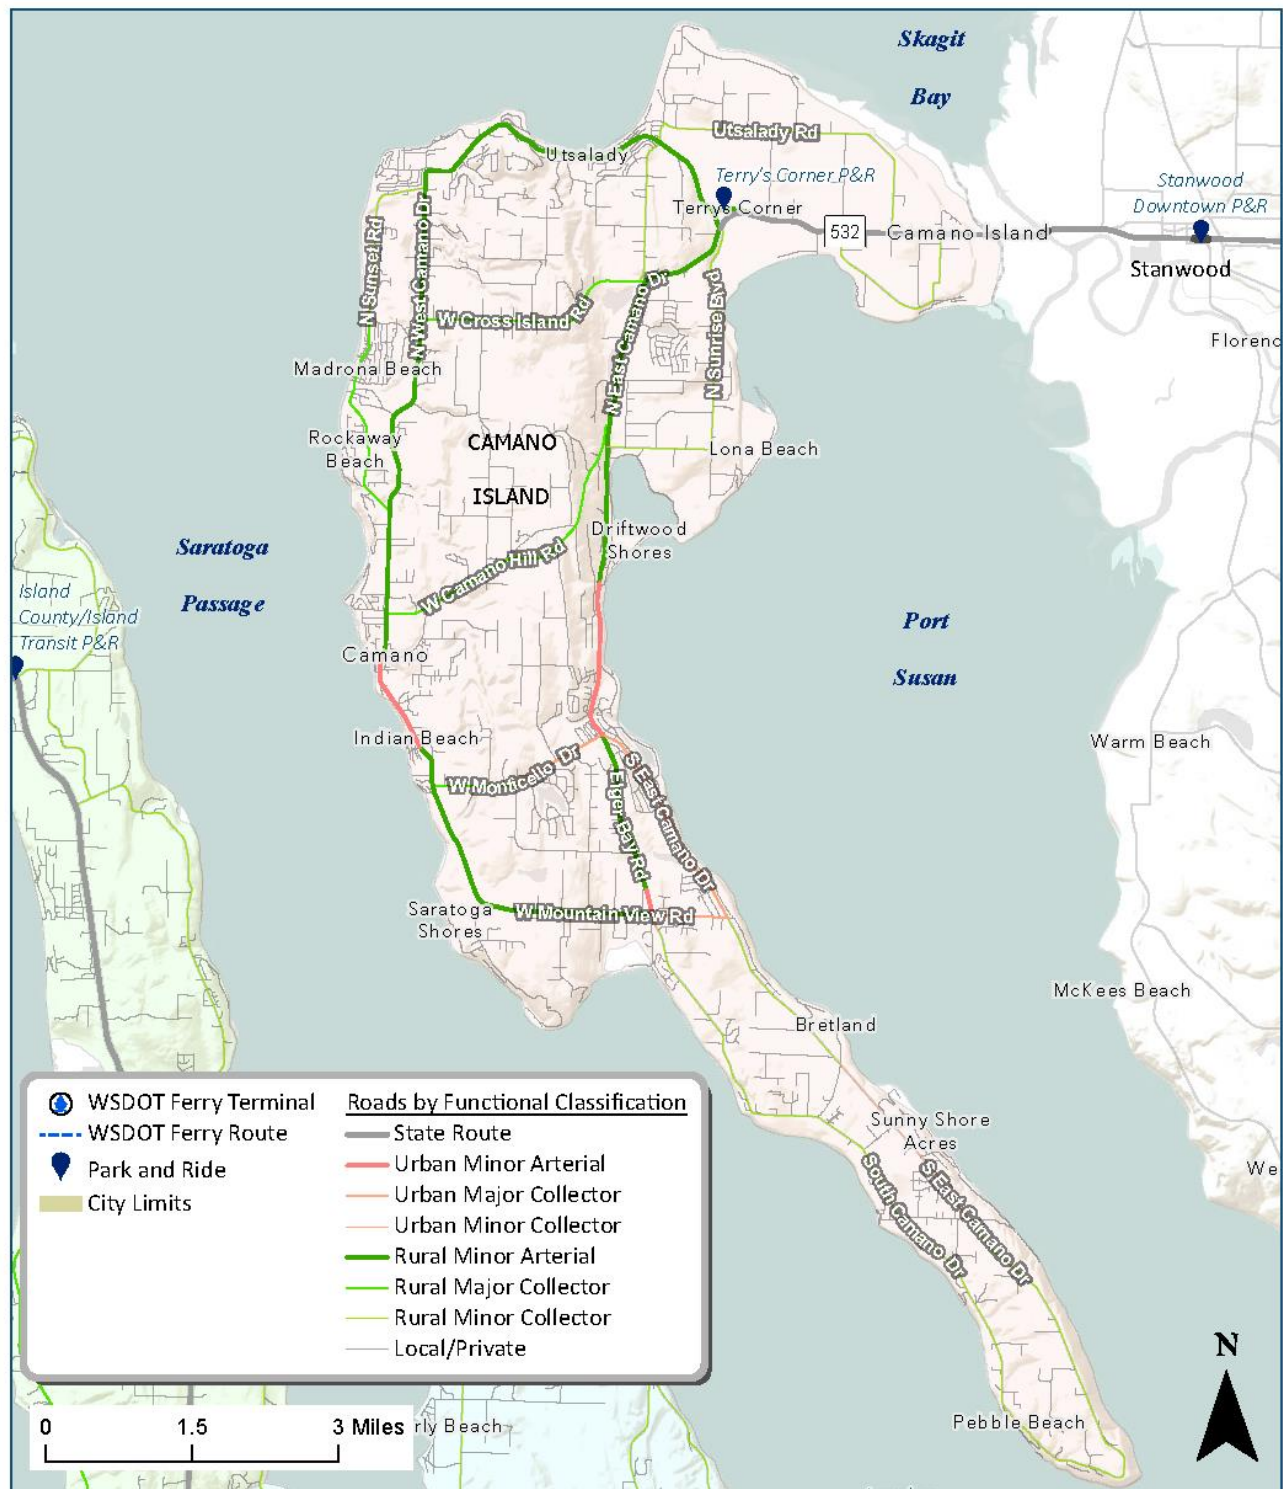 Skagit
Bay
Utsalady Rd
Utsalady
Terry's Corner P&R
Terrys Corner
Stanwood
Downtown P&R
532
Camano Island
Stanwood
N Sunset Rd
N West Camano Dr
W Cross Island Rd
N East Camano Dr
N Sunrise Blvd
Florenc
Madrona Beach
Rockaway
Beach
CAMANO
ISLAND
Lona Beach
Driftwood
Shores
Saratoga
Passage
W Camano Hill Rd
Island
County/Island
Transit P&R
Port
Susan
Camano
Indian Beach
W Monticello Dr
Elger Bay Rd
S East Camano Dr
Warm Beach
Saratoga
Shores
W Mountain View Rd
McKees Beach
Bretland
Sunny Shore
Acres
South Camano Dr
S East Camano Dr
We
Pebble Beach
WSDOT Ferry Terminal
WSDOT Ferry Route
Park and Ride
City Limits
Roads by Functional Classification
State Route
Urban Minor Arterial
Urban Major Collector
Urban Minor Collector
Rural Minor Arterial
Rural Major Collector
Rural Minor Collector
Local/Private
0 1.5 3 Miles
rly Beach
N